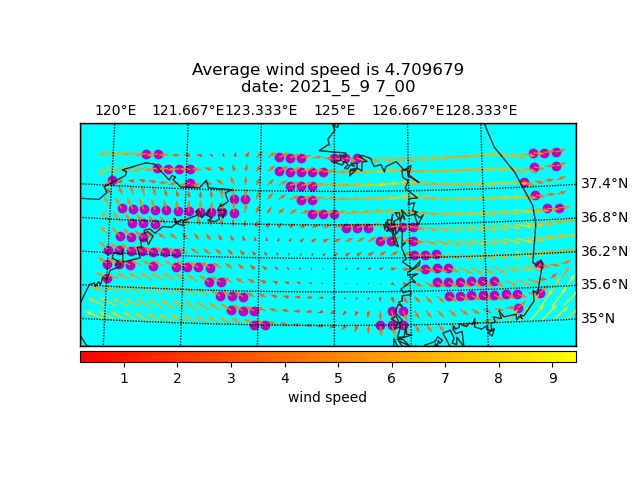 Average wind speed is 4.709679
date: 2021_5_9 7_00
120°E 121.667°E 123.333°E 125°E 126.667°E 128.333°E
37.4°N
36.8°N
36.2°N
35.6°N
35°N
1 2 3 4 5 6 7 8 9
wind speed